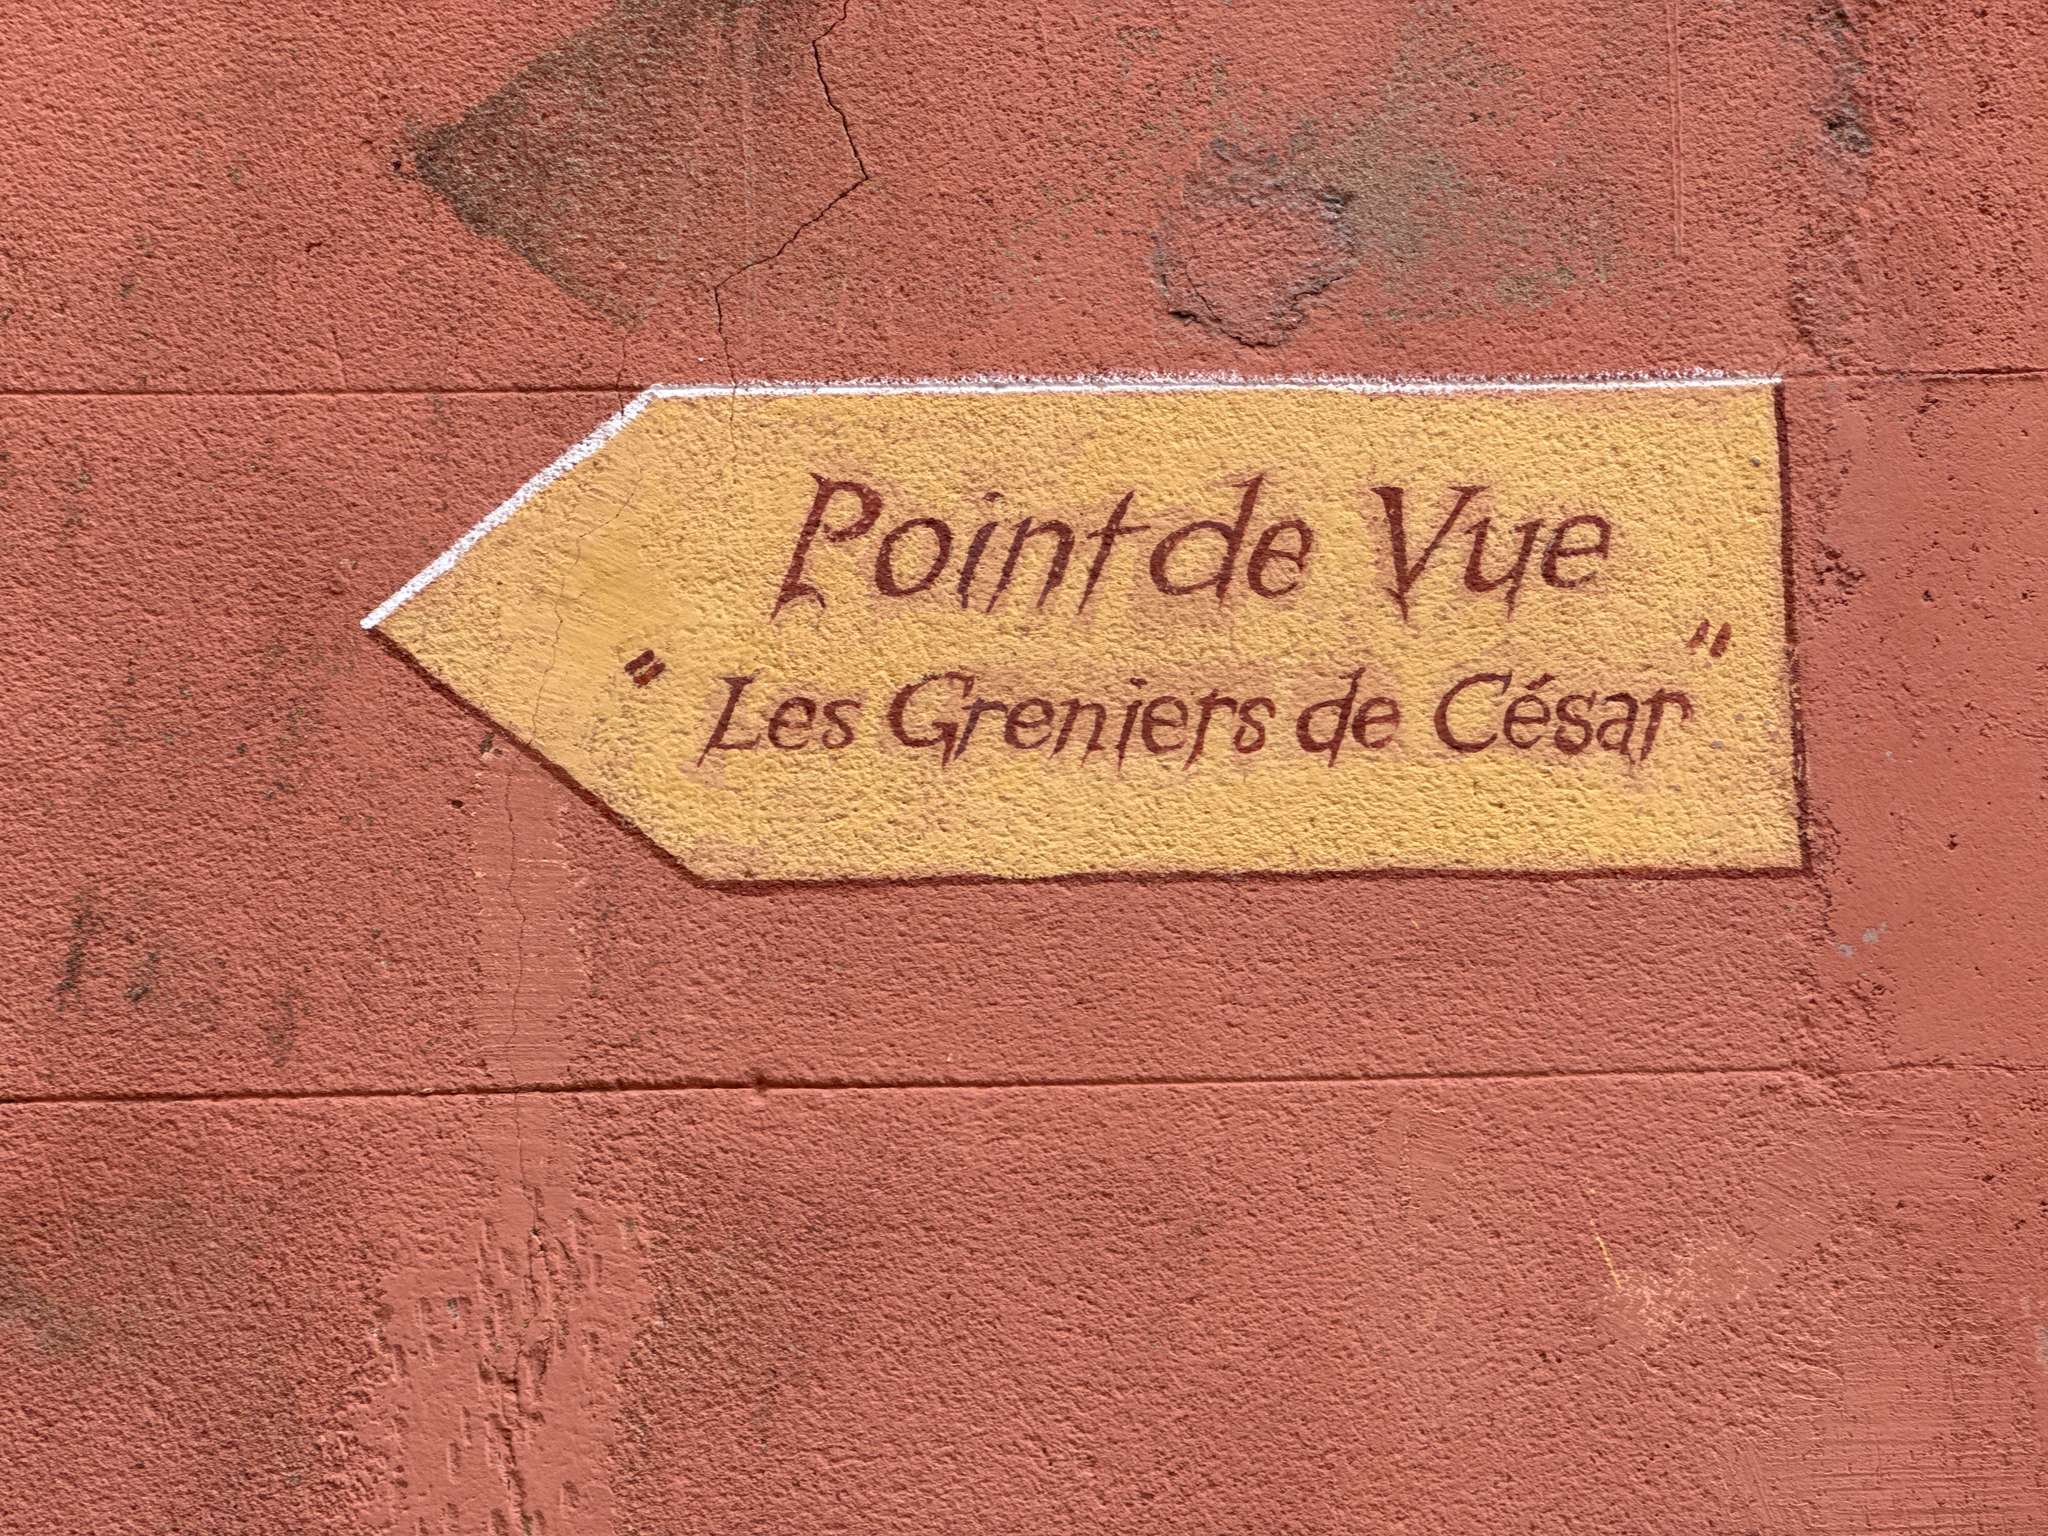 Point de Vue
" Les Greniers de César "